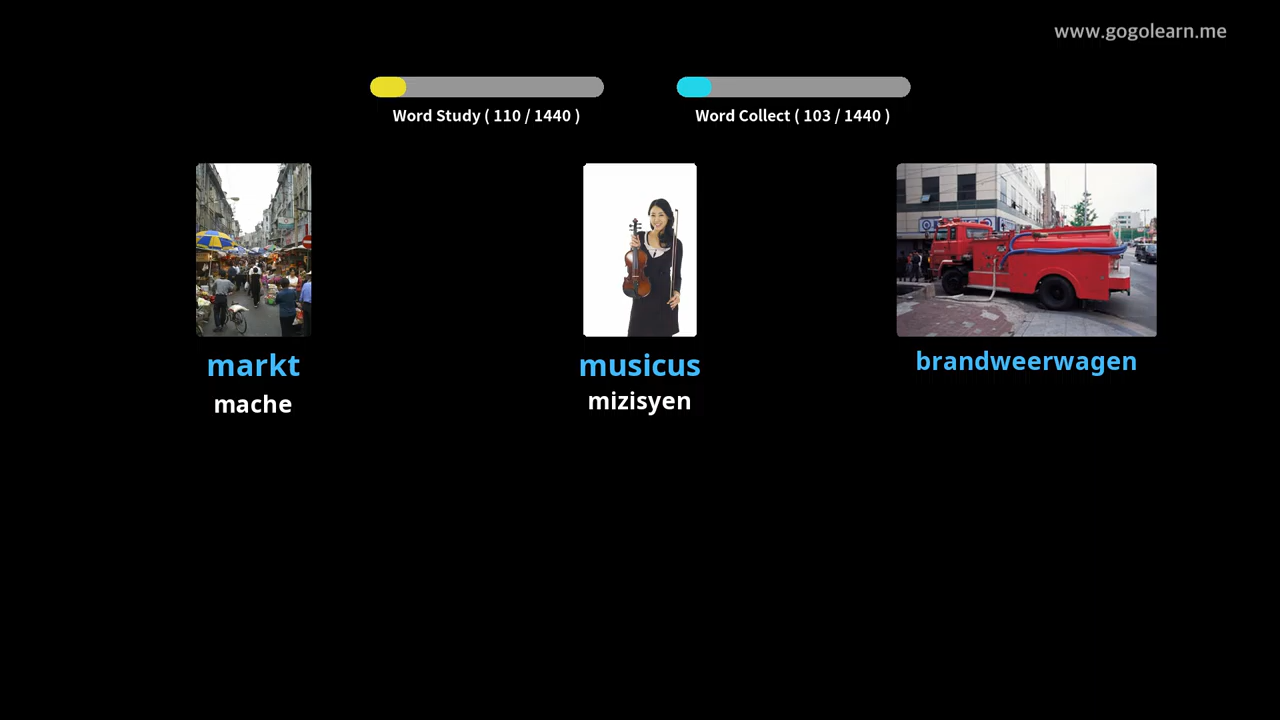 www.gogolearn.me
Word Study ( 110 / 1440 )
Word Collect ( 103 / 1440 )
markt
mache
musicus
mizisyen
brandweerwagen